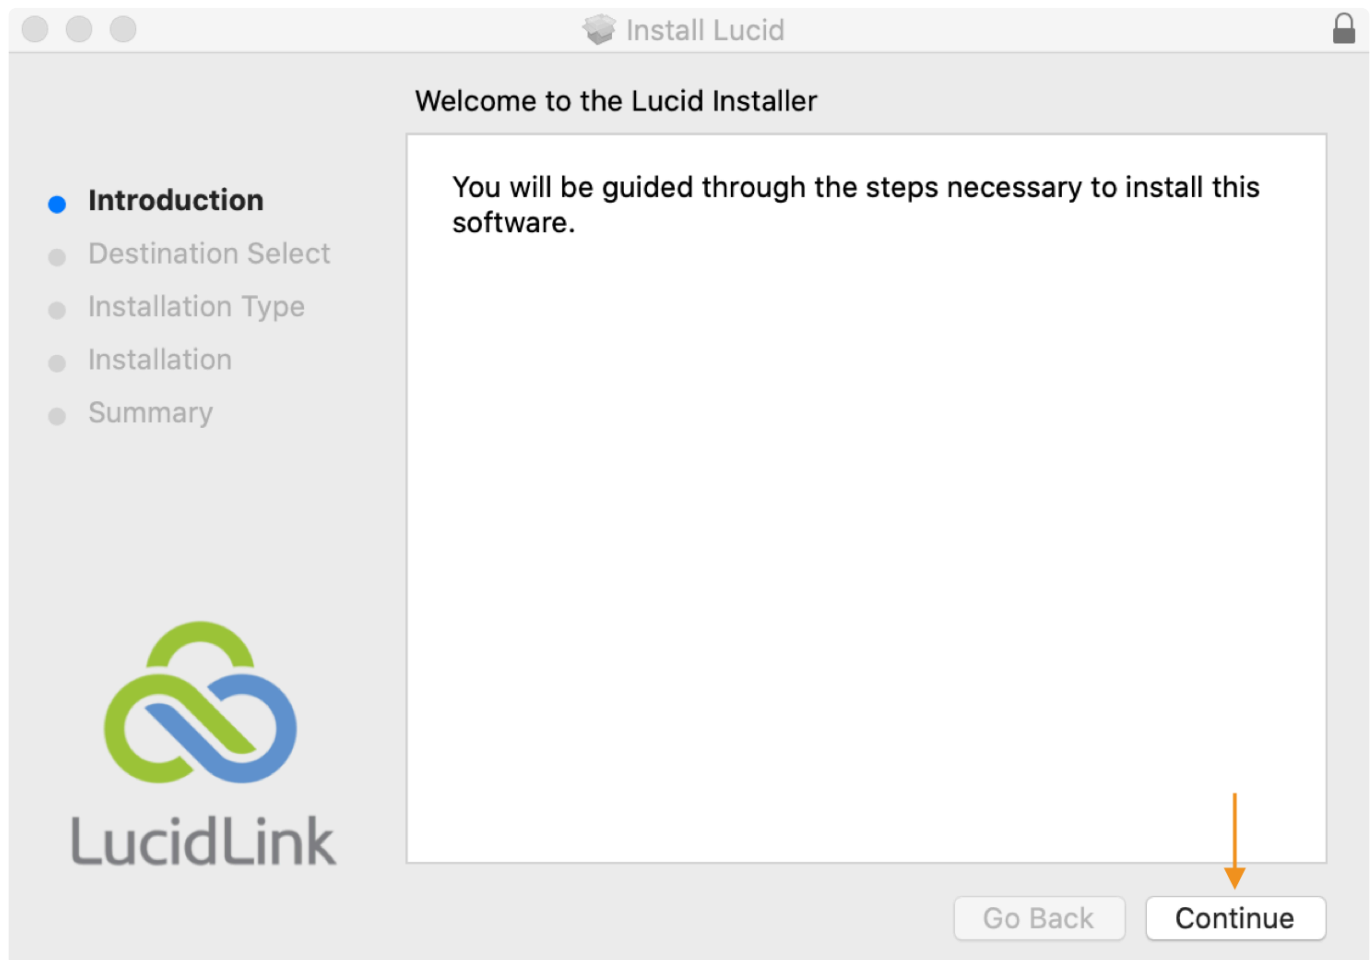 Install Lucid
Welcome to the Lucid Installer
Introduction
Destination Select
Installation Type
Installation
Summary
You will be guided through the steps necessary to install this
software.
LucidLink
Go Back
Continue